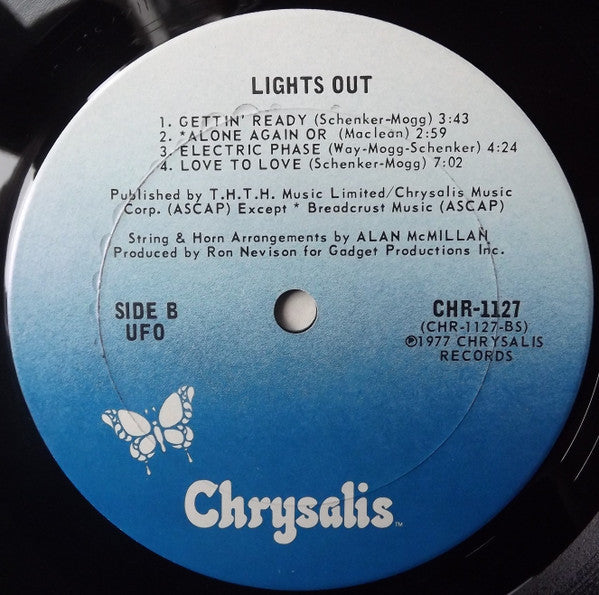 LIGHTS OUT
1. GETTIN' READY (Schenker-Mogg) 3:43
2. *ALONE AGAIN OR (Maclean) 2:59
3. ELECTRIC PHASE (Way-Mogg-Schenker) 4:24
4. LOVE TO LOVE (Schenker-Mogg) 7:02
Published by T.H.T.H. Music Limited/Chrysalis Music
Corp. (ASCAP) Except * Breadcrust Music (ASCAP)
String & Horn Arrangements by ALAN McMILLAN
Produced by Ron Nevison for Gadget Productions Inc.
SIDE B
UFO
CHR-1127
(CHR-1127-BS)
℗1977 CHRYSALIS
RECORDS
Chrysalis™